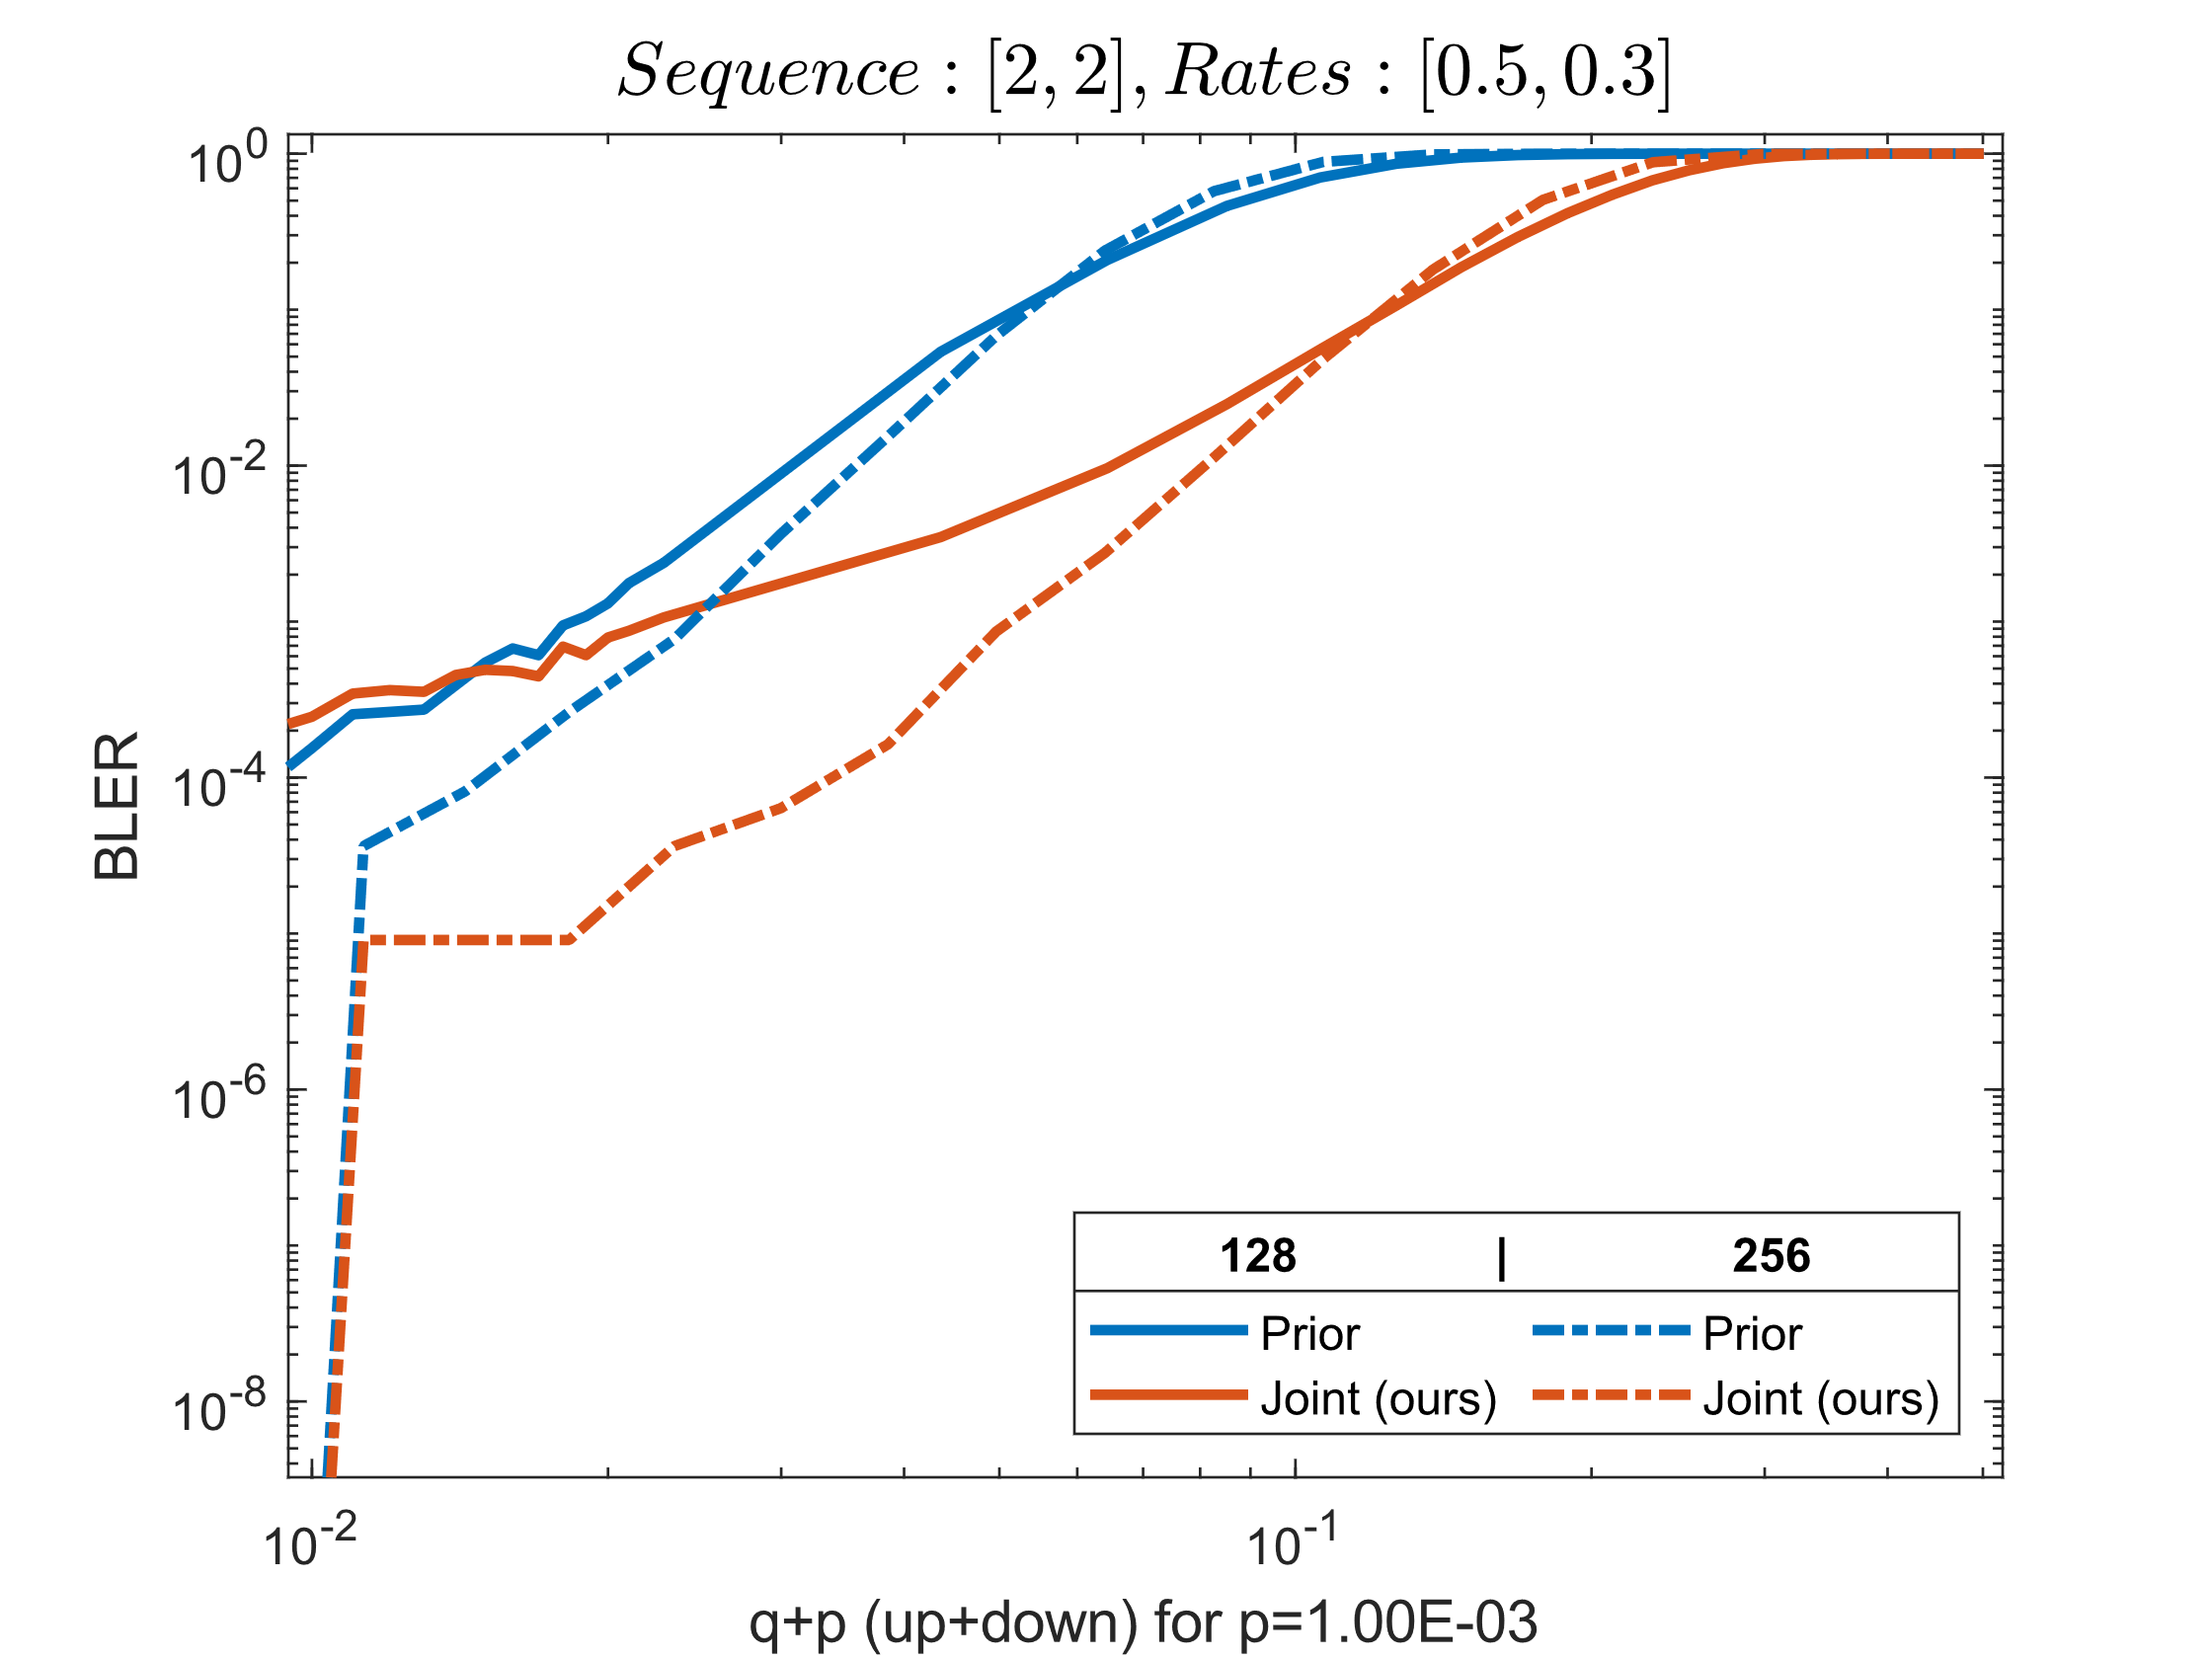 Sequence : [2, 2], Rates : [0.5, 0.3]
10^0
10^-2
10^-4
10^-6
10^-8
BLER
10^-2
10^-1
q+p (up+down) for p=1.00E-03
128 | 256
Prior Prior
Joint (ours) Joint (ours)